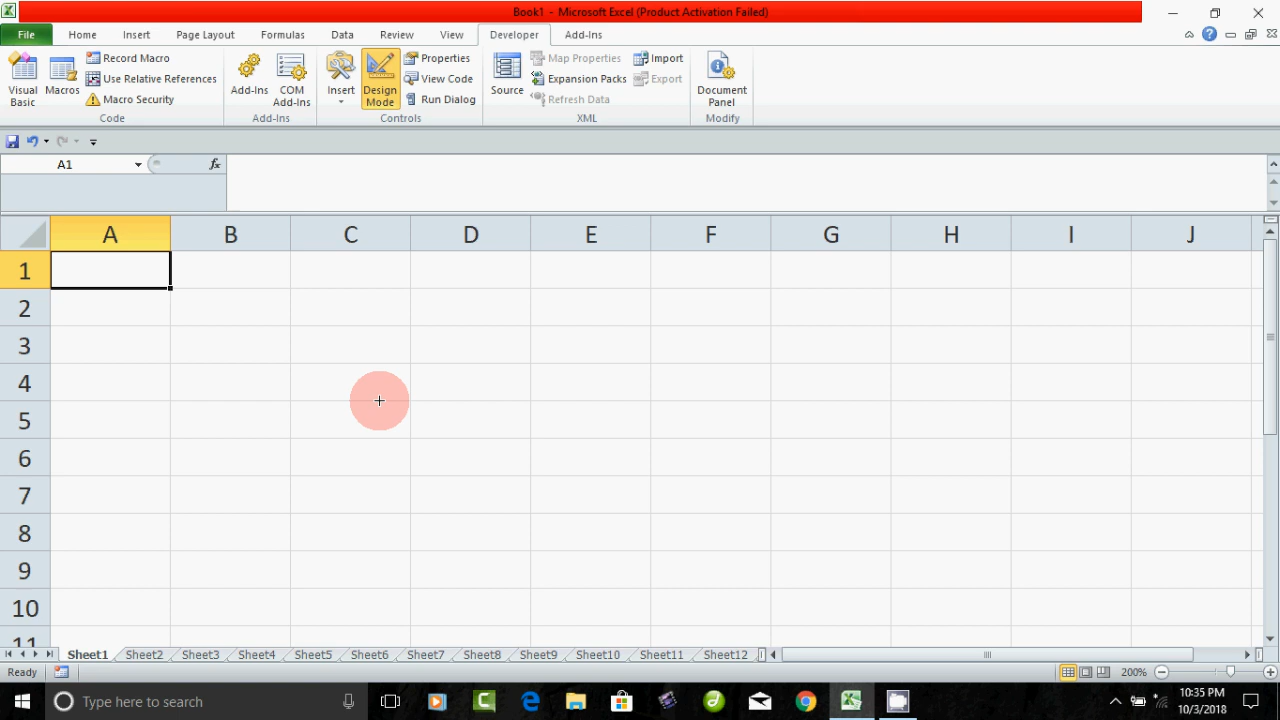 Book1 - Microsoft Excel (Product Activation Failed)
File Home Insert Page Layout Formulas Data Review View Developer Add-Ins
Visual Basic
Macros
Record Macro
Use Relative References
Macro Security
Code
Add-Ins
COM Add-Ins
Add-Ins
Insert
Design Mode
Properties
View Code
Run Dialog
Controls
Source
Map Properties
Expansion Packs
Refresh Data
Import
Export
XML
Document Panel
Modify
A1 fx
A B C D E F G H I J
1
2
3
4
5
6
7
8
9
10
11
Sheet1 Sheet2 Sheet3 Sheet4 Sheet5 Sheet6 Sheet7 Sheet8 Sheet9 Sheet10 Sheet11 Sheet12
Ready 200%
Type here to search
10:35 PM
10/3/2018